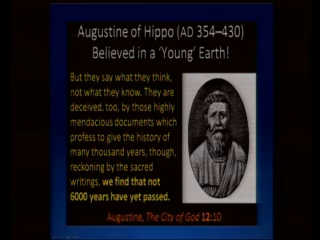 Augustine of Hippo (AD 354–430)
Believed in a ‘Young’ Earth!
But they say what they think,
not what they know. They are
deceived, too, by those highly
mendacious documents which
profess to give the history of
many thousand years, though,
reckoning by the sacred
writings, we find that not
6000 years have yet passed.
Augustine, The City of God 12:10